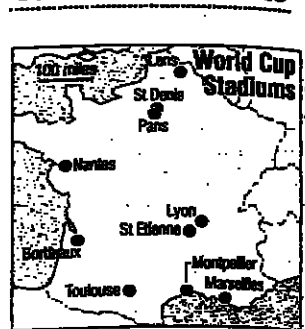 World Cup
Stadiums
100 miles
Lens
St Denis
Paris
Nantes
Lyon
St Etienne
Bordeaux
Montpellier
Toulouse
Marseilles